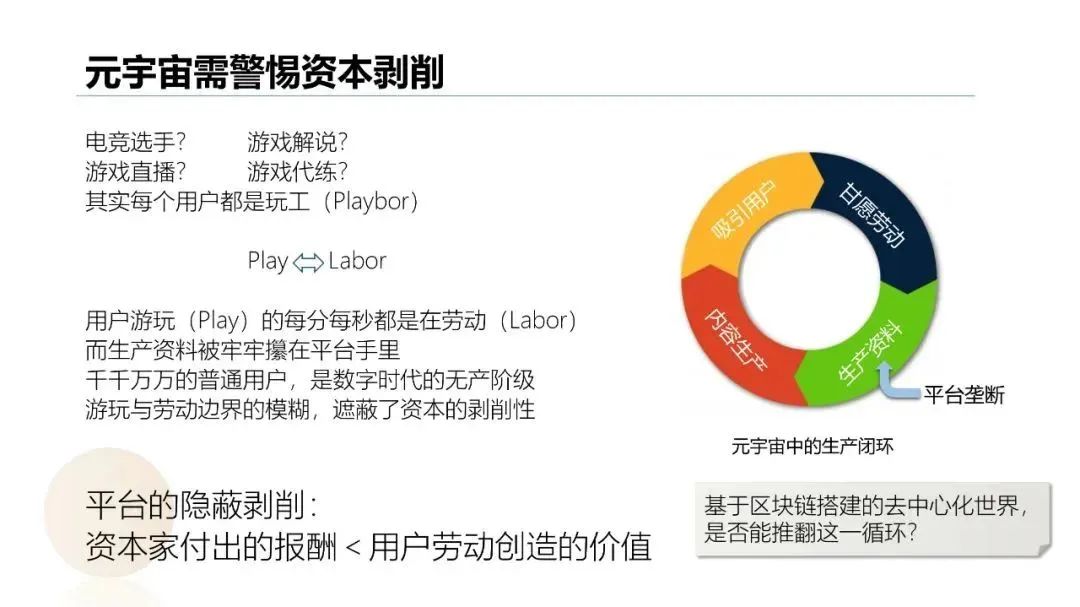 元宇宙需警惕资本剥削
电竞选手? 游戏解说?
游戏直播? 游戏代练?
其实每个用户都是玩工（Playbor）
Play Labor
用户游玩（Play）的每分每秒都是在劳动（Labor）
而生产资料被牢牢攥在平台手里
千千万万的普通用户，是数字时代的无产阶级
游玩与劳动边界的模糊，遮蔽了资本的剥削性
平台的隐蔽剥削：
资本家付出的报酬 < 用户劳动创造的价值
吸引用户
甘愿劳动
内容生产
生产资料
平台垄断
元宇宙中的生产闭环
基于区块链搭建的去中心化世界，
是否能推翻这一循环?